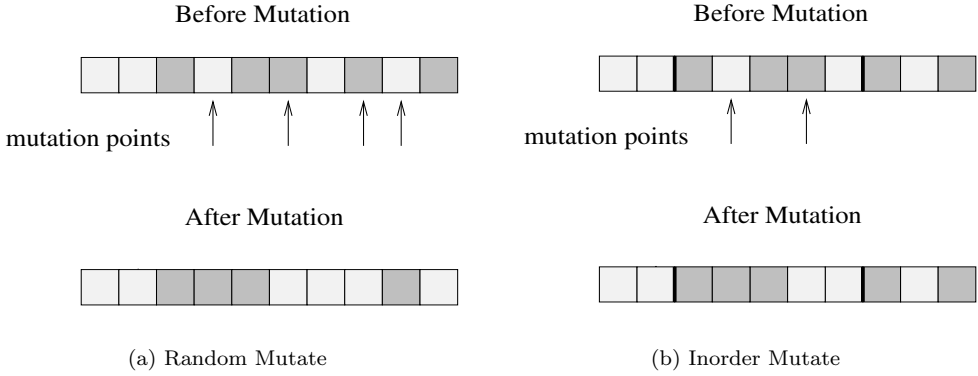 Before Mutation
mutation points
After Mutation
(a) Random Mutate
Before Mutation
mutation points
After Mutation
(b) Inorder Mutate